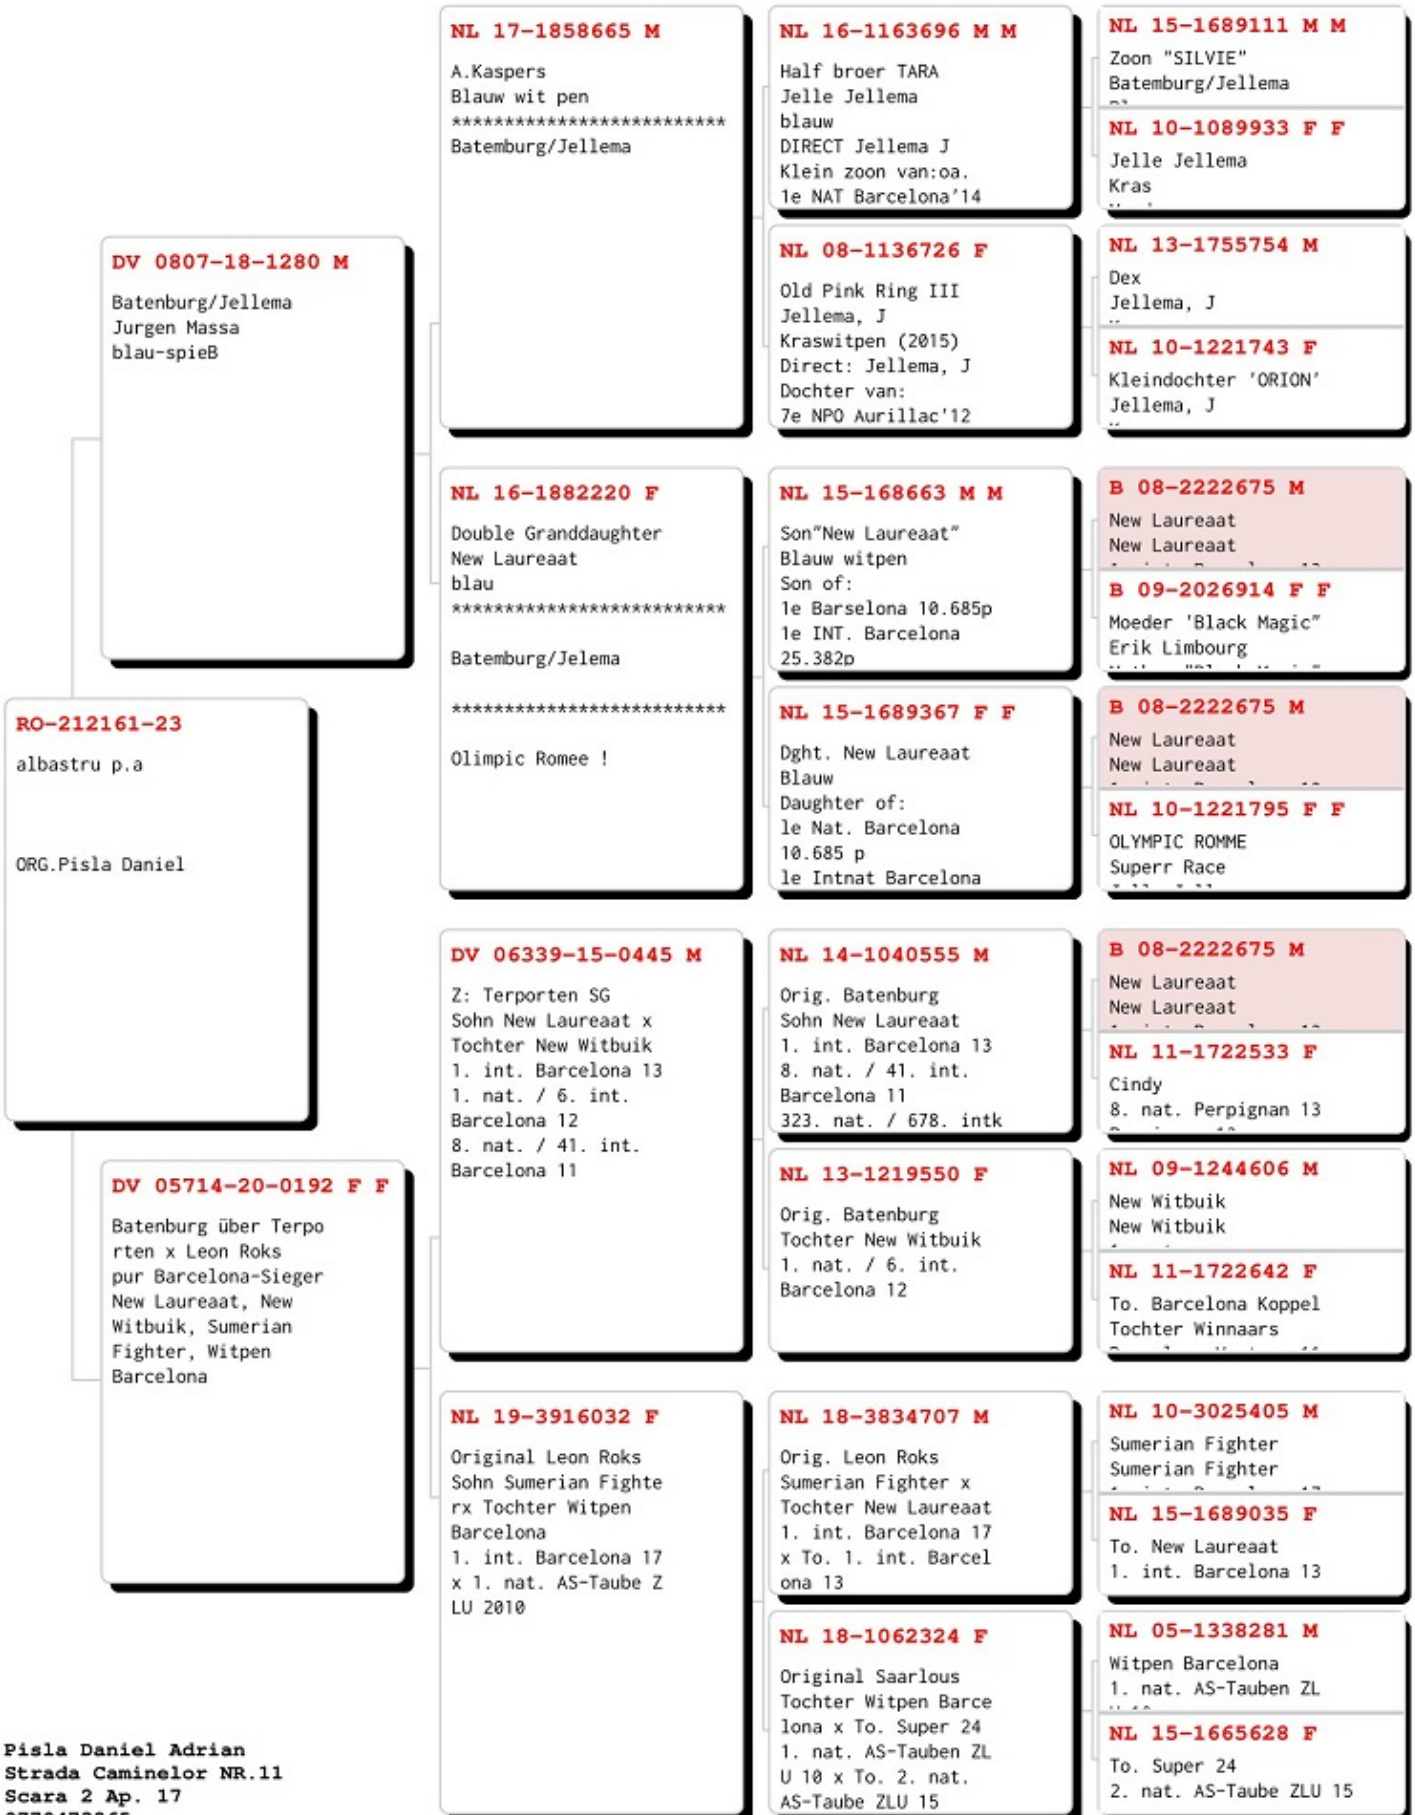 RO-212161-23
albastru p.a
ORG.Pisla Daniel
DV 0807-18-1280 M
Batenburg/Jellema
Jurgen Massa
blau-spieB
DV 05714-20-0192 F F
Batenburg über Terpo
rten x Leon Roks
pur Barcelona-Sieger
New Laureaat, New
Witbuik, Sumerian
Fighter, Witpen
Barcelona
NL 17-1858665 M
A.Kaspers
Blauw wit pen
**************************
Batemburg/Jellema
NL 16-1882220 F
Double Granddaughter
New Laureaat
blau
**************************
Batemburg/Jelema
**************************
Olimpic Romee !
DV 06339-15-0445 M
Z: Terporten SG
Sohn New Laureaat x
Tochter New Witbuik
1. int. Barcelona 13
1. nat. / 6. int.
Barcelona 12
8. nat. / 41. int.
Barcelona 11
NL 19-3916032 F
Original Leon Roks
Sohn Sumerian Fighte
rx Tochter Witpen
Barcelona
1. int. Barcelona 17
x 1. nat. AS-Taube Z
LU 2010
NL 16-1163696 M M
Half broer TARA
Jelle Jellema
blauw
DIRECT Jellema J
Klein zoon van:oa.
1e NAT Barcelona'14
NL 08-1136726 F
Old Pink Ring III
Jellema, J
Kraswitpen (2015)
Direct: Jellema, J
Dochter van:
7e NPO Aurillac'12
NL 15-168663 M M
Son"New Laureaat"
Blauw witpen
Son of:
1e Barselona 10.685p
1e INT. Barcelona
25.382p
NL 15-1689367 F F
Dght. New Laureaat
Blauw
Daughter of:
le Nat. Barcelona
10.685 p
le Intnat Barcelona
NL 14-1040555 M
Orig. Batenburg
Sohn New Laureaat
1. int. Barcelona 13
8. nat. / 41. int.
Barcelona 11
323. nat. / 678. intk
NL 13-1219550 F
Orig. Batenburg
Tochter New Witbuik
1. nat. / 6. int.
Barcelona 12
NL 18-3834707 M
Orig. Leon Roks
Sumerian Fighter x
Tochter New Laureaat
1. int. Barcelona 17
x To. 1. int. Barcel
ona 13
NL 18-1062324 F
Original Saarlous
Tochter Witpen Barce
lona x To. Super 24
1. nat. AS-Tauben ZL
U 10 x To. 2. nat.
AS-Taube ZLU 15
NL 15-1689111 M M
Zoon "SILVIE"
Batemburg/Jellema
NL 10-1089933 F F
Jelle Jellema
Kras
NL 13-1755754 M
Dex
Jellema, J
NL 10-1221743 F
Kleindochter 'ORION'
Jellema, J
B 08-2222675 M
New Laureaat
New Laureaat
B 09-2026914 F F
Moeder 'Black Magic"
Erik Limbourg
B 08-2222675 M
New Laureaat
New Laureaat
NL 10-1221795 F F
OLYMPIC ROMME
Superr Race
B 08-2222675 M
New Laureaat
New Laureaat
NL 11-1722533 F
Cindy
8. nat. Perpignan 13
NL 09-1244606 M
New Witbuik
New Witbuik
NL 11-1722642 F
To. Barcelona Koppel
Tochter Winnaars
NL 10-3025405 M
Sumerian Fighter
Sumerian Fighter
NL 15-1689035 F
To. New Laureaat
1. int. Barcelona 13
NL 05-1338281 M
Witpen Barcelona
1. nat. AS-Tauben ZL
NL 15-1665628 F
To. Super 24
2. nat. AS-Taube ZLU 15
Pisla Daniel Adrian
Strada Caminelor NR.11
Scara 2 Ap. 17